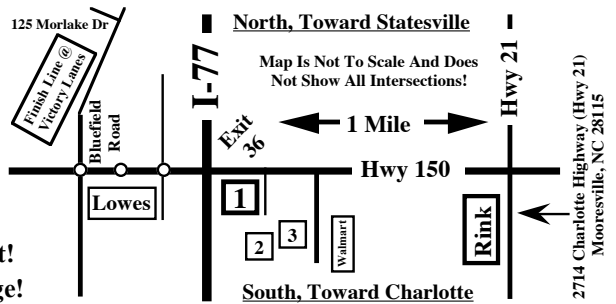 125 Morlake Dr
North, Toward Statesville
Map Is Not To Scale And Does
Not Show All Intersections!
Finish Line @
Victory Lanes
I-77
Hwy 21
Bluefield
Road
Exit
36
1 Mile
Hwy 150
Lowes
1
2
3
Walmart
Rink
2714 Charlotte Highway (Hwy 21)
Mooresville, NC 28115
t!
ge!
South, Toward Charlotte